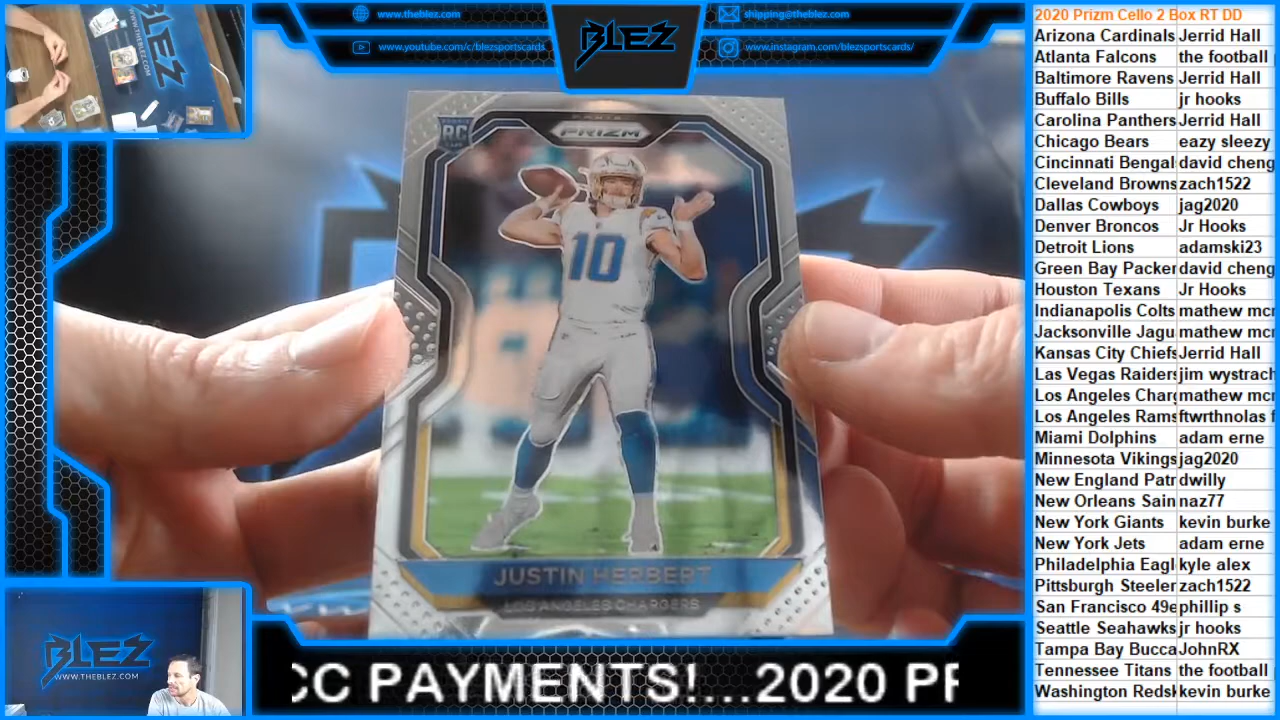 www.theblez.com
shipping@theblez.com
www.youtube.com/c/blezsportscards
www.instagram.com/blezsportscards/
BLEZ
RC
PRIZM
10
JUSTIN HERBERT
LOS ANGELES CHARGERS
BLEZ
WWW.THEBLEZ.COM
CC PAYMENTS!...2020 PR
2020 Prizm Cello 2 Box RT DD
Arizona Cardinals Jerrid Hall
Atlanta Falcons the football
Baltimore Ravens Jerrid Hall
Buffalo Bills jr hooks
Carolina Panthers Jerrid Hall
Chicago Bears eazy sleezy
Cincinnati Bengal david cheng
Cleveland Browns zach1522
Dallas Cowboys jag2020
Denver Broncos Jr Hooks
Detroit Lions adamski23
Green Bay Packer david cheng
Houston Texans Jr Hooks
Indianapolis Colts mathew mcr
Jacksonville Jagu mathew mcr
Kansas City Chiefs Jerrid Hall
Las Vegas Raiders jim wystrach
Los Angeles Charg mathew mcr
Los Angeles Rams ftwrthnolas f
Miami Dolphins adam erne
Minnesota Vikings jag2020
New England Patr dwilly
New Orleans Sain naz77
New York Giants kevin burke
New York Jets adam erne
Philadelphia Eagl kyle alex
Pittsburgh Steeler zach1522
San Francisco 49e phillip s
Seattle Seahawks jr hooks
Tampa Bay Bucca JohnRX
Tennessee Titans the football
Washington Redsk kevin burke